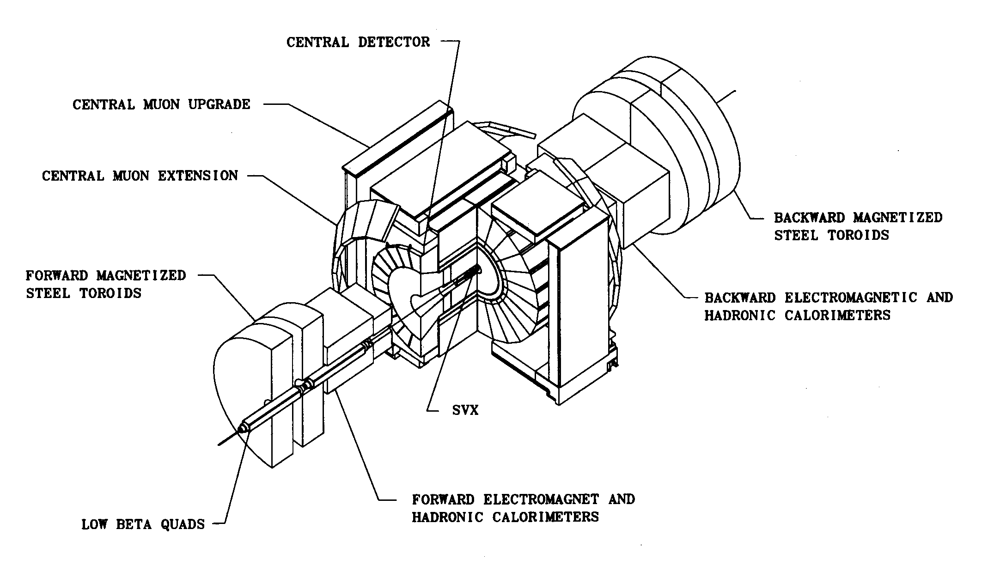 CENTRAL DETECTOR
CENTRAL MUON UPGRADE
CENTRAL MUON EXTENSION
BACKWARD MAGNETIZED
STEEL TOROIDS
FORWARD MAGNETIZED
STEEL TOROIDS
BACKWARD ELECTROMAGNETIC AND
HADRONIC CALORIMETERS
SVX
FORWARD ELECTROMAGNET AND
HADRONIC CALORIMETERS
LOW BETA QUADS